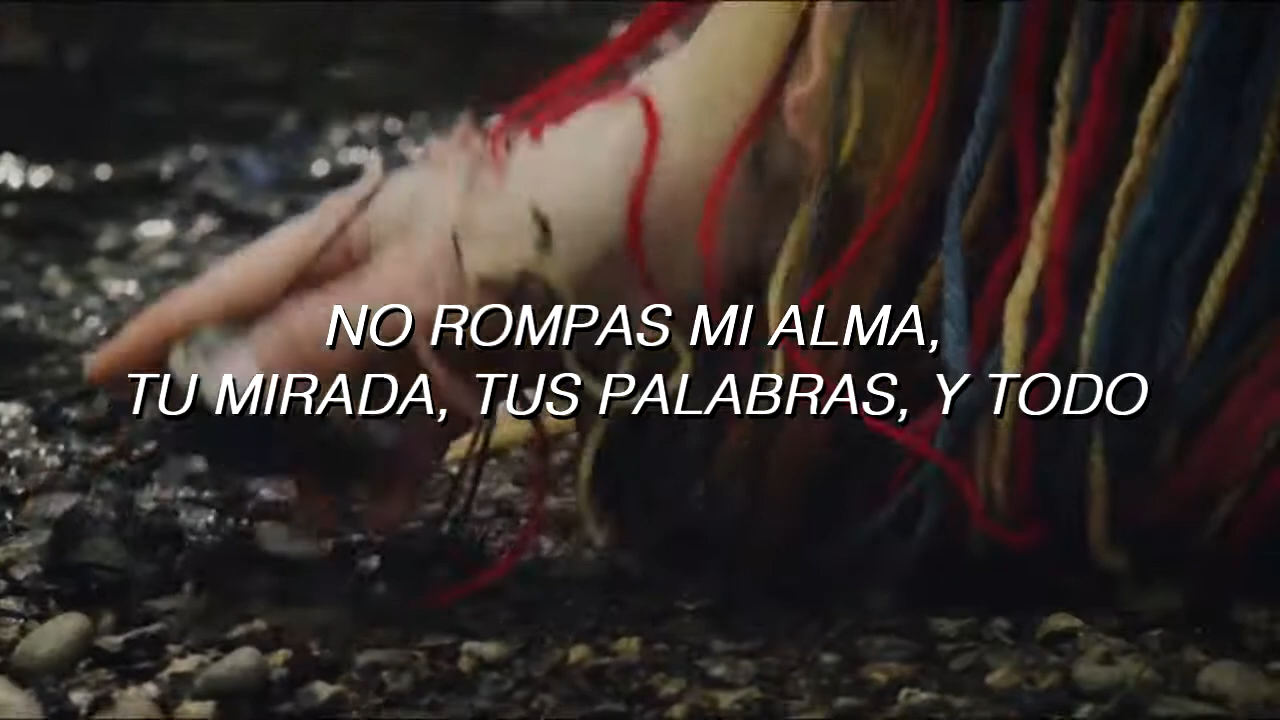 NO ROMPAS MI ALMA,
TU MIRADA, TUS PALABRAS, Y TODO